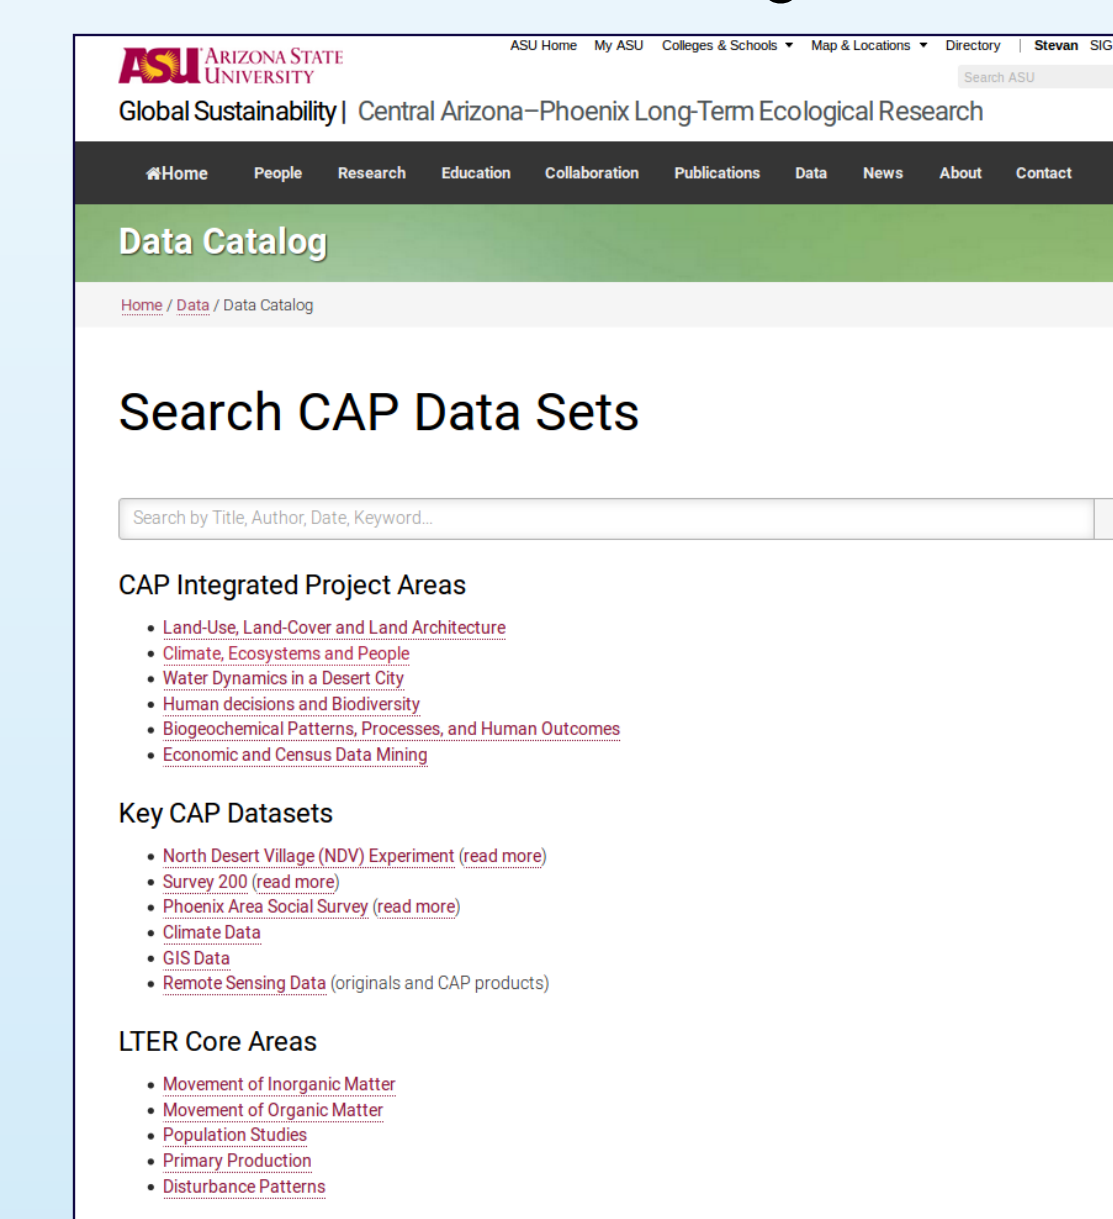 ASU Home My ASU Colleges & Schools Map & Locations Directory | Stevan SIG
ASU ARIZONA STATE
UNIVERSITY
Search ASU
Global Sustainability | Central Arizona–Phoenix Long-Term Ecological Research
Home People Research Education Collaboration Publications Data News About Contact
Data Catalog
Home / Data / Data Catalog
Search CAP Data Sets
Search by Title, Author, Date, Keyword...
CAP Integrated Project Areas
• Land-Use, Land-Cover and Land Architecture
• Climate, Ecosystems and People
• Water Dynamics in a Desert City
• Human decisions and Biodiversity
• Biogeochemical Patterns, Processes, and Human Outcomes
• Economic and Census Data Mining
Key CAP Datasets
• North Desert Village (NDV) Experiment (read more)
• Survey 200 (read more)
• Phoenix Area Social Survey (read more)
• Climate Data
• GIS Data
• Remote Sensing Data (originals and CAP products)
LTER Core Areas
• Movement of Inorganic Matter
• Movement of Organic Matter
• Population Studies
• Primary Production
• Disturbance Patterns